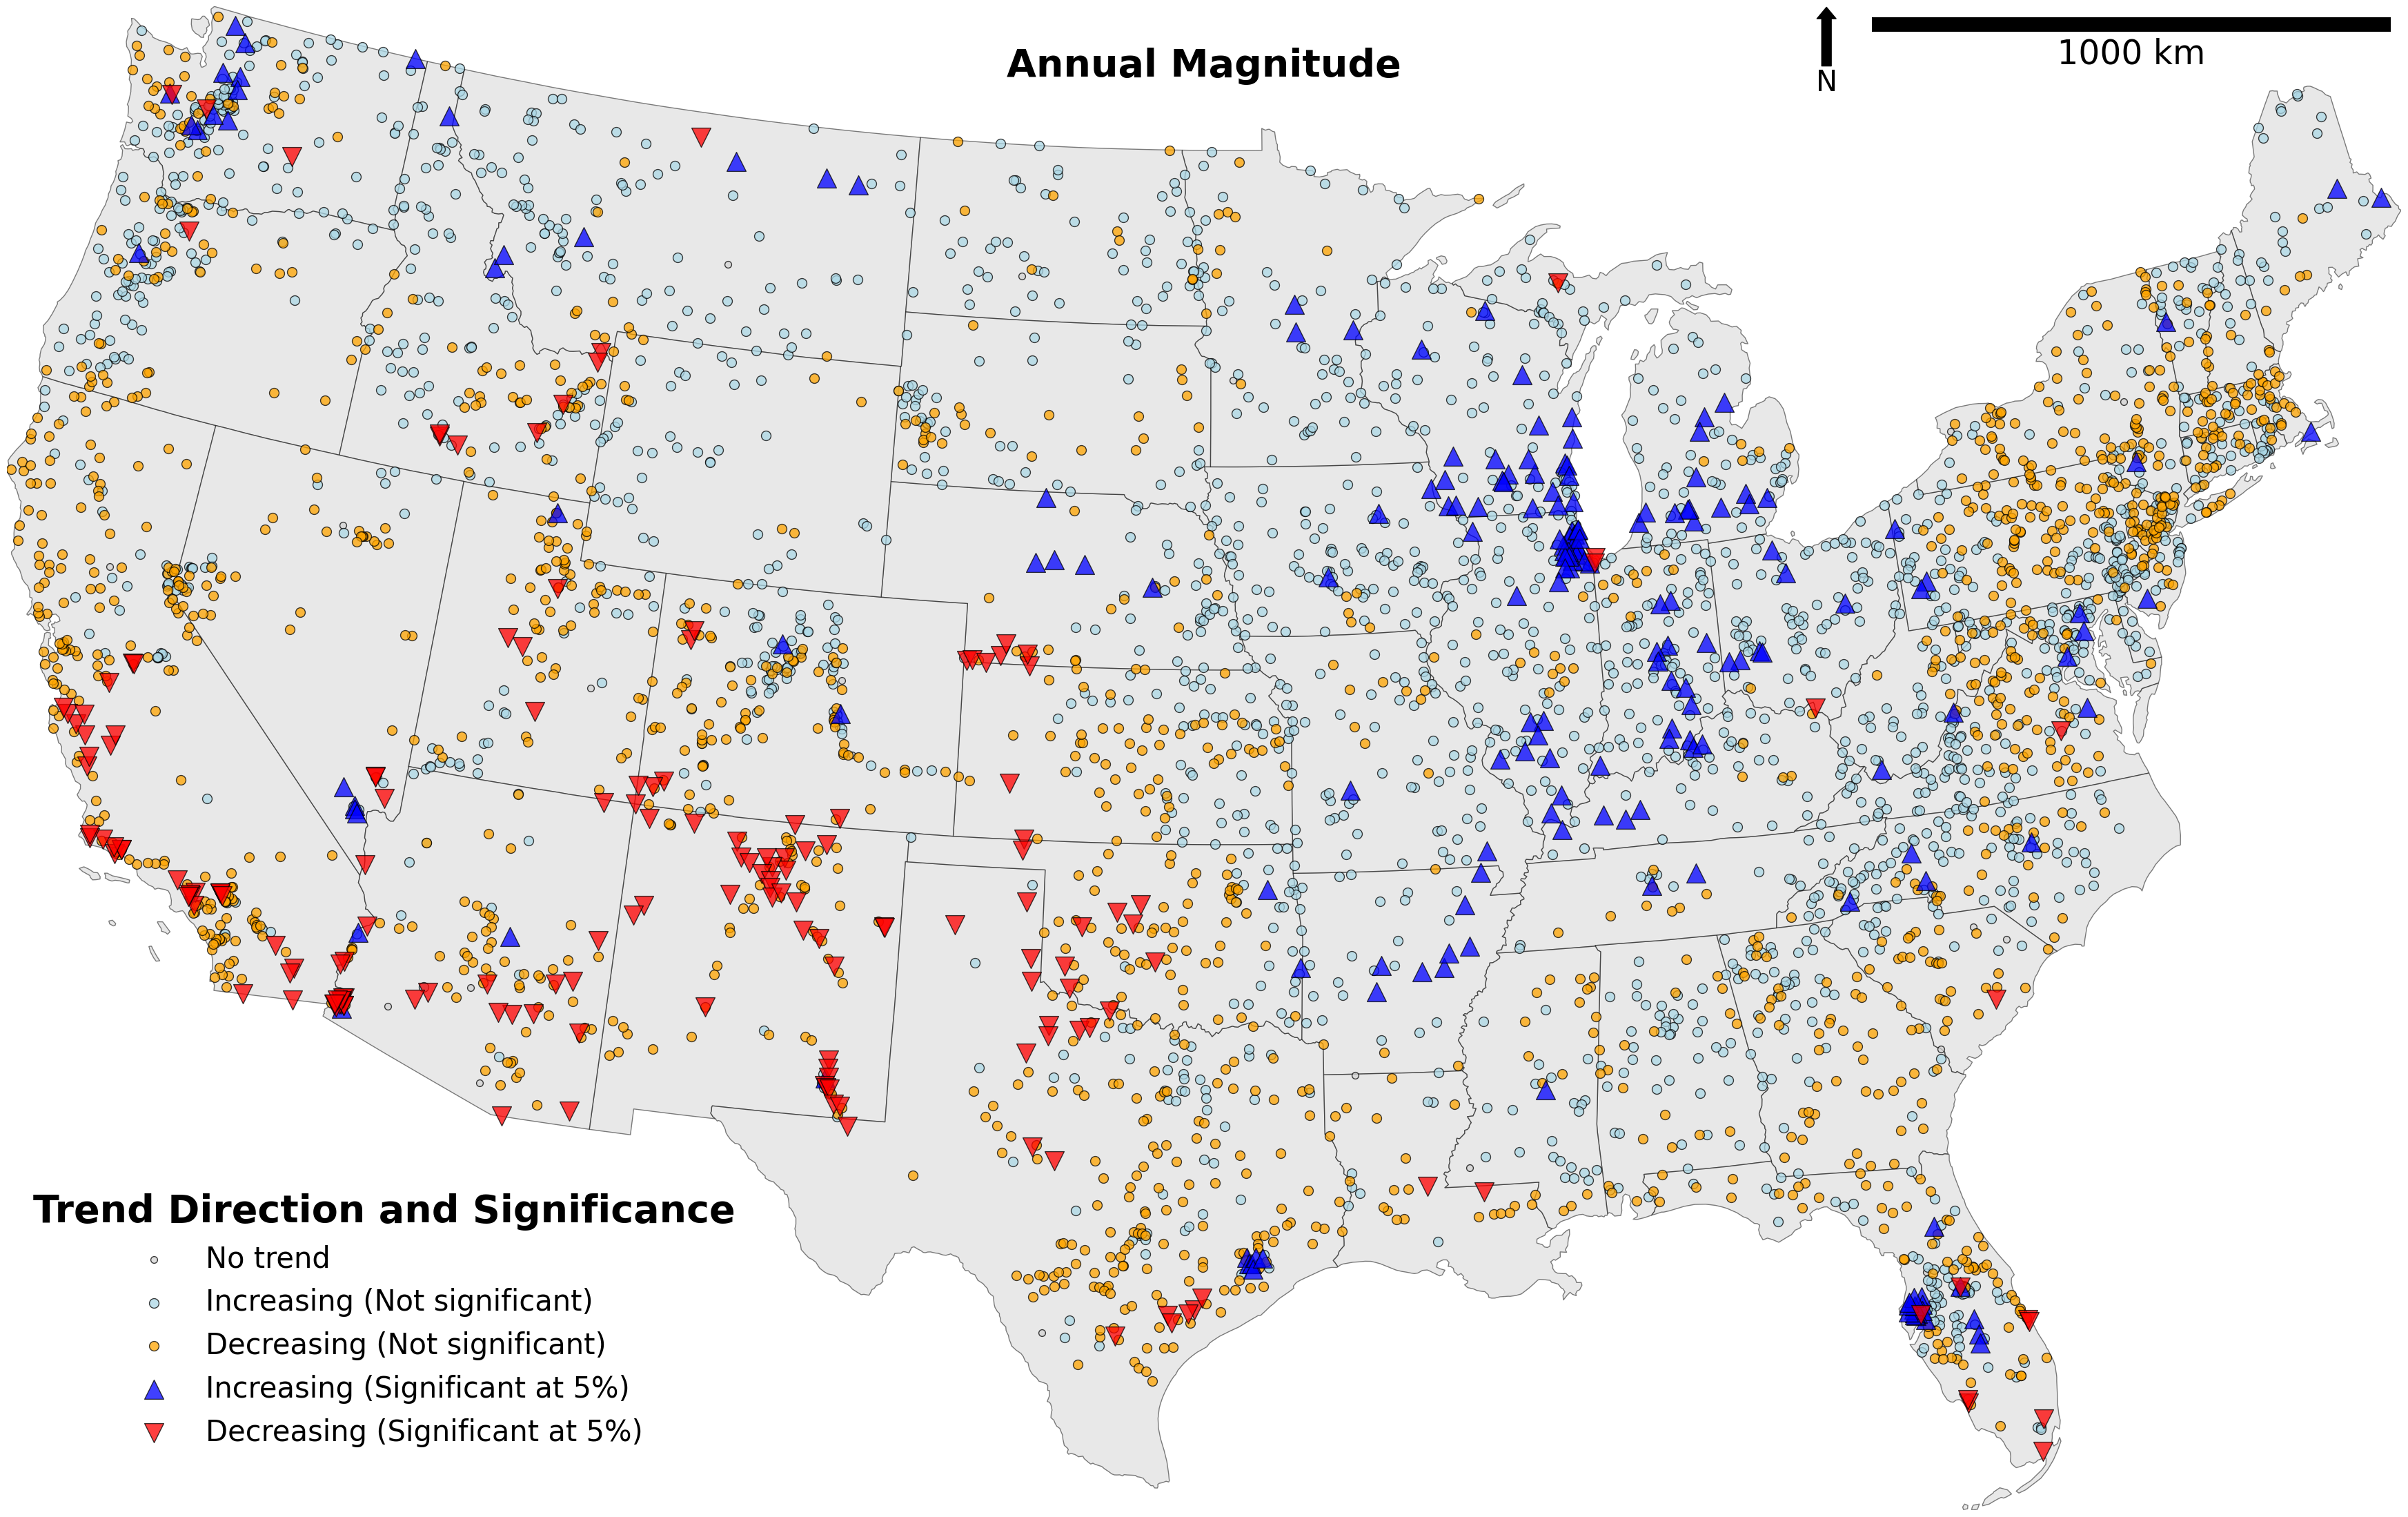 Annual Magnitude
1000 km
N
Trend Direction and Significance
No trend
Increasing (Not significant)
Decreasing (Not significant)
Increasing (Significant at 5%)
Decreasing (Significant at 5%)